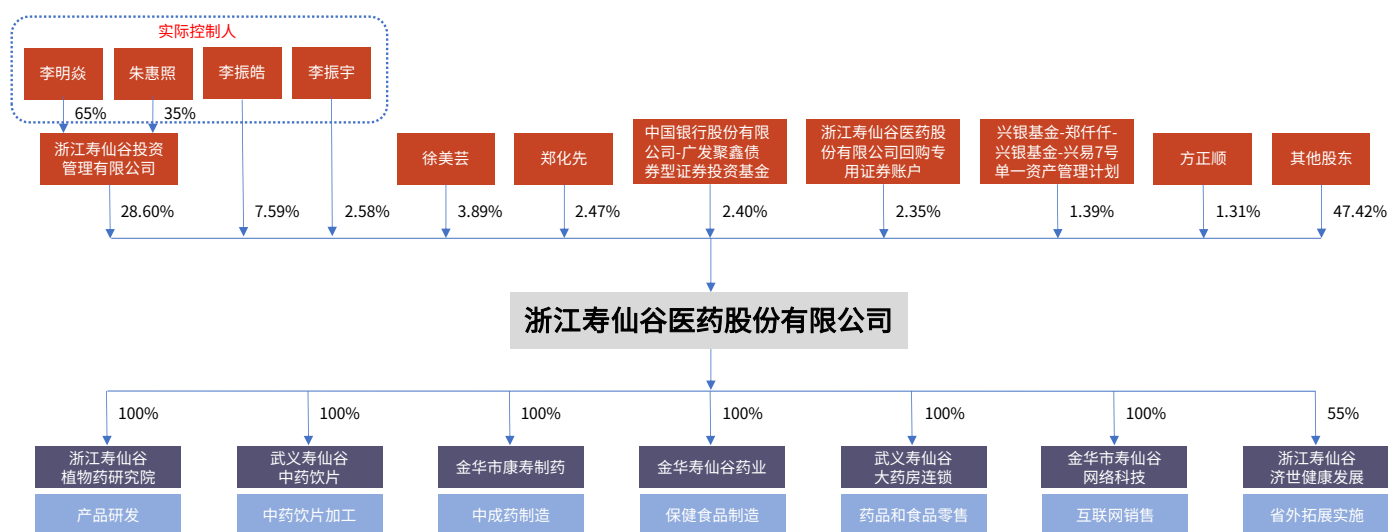 实际控制人
李明焱
朱惠照
李振皓
李振宇
65%
35%
浙江寿仙谷投资
管理有限公司
徐美芸
郑化先
中国银行股份有限
公司-广发聚鑫债
券型证券投资基金
浙江寿仙谷医药股
份有限公司回购专
用证券账户
兴银基金-郑仟仟-
兴银基金-兴易7号
单一资产管理计划
方正顺
其他股东
28.60%
7.59%
2.58%
3.89%
2.47%
2.40%
2.35%
1.39%
1.31%
47.42%
浙江寿仙谷医药股份有限公司
100%
100%
100%
100%
100%
100%
55%
浙江寿仙谷
植物药研究院
武义寿仙谷
中药饮片
金华市康寿制药
金华寿仙谷药业
武义寿仙谷
大药房连锁
金华市寿仙谷
网络科技
浙江寿仙谷
济世健康发展
产品研发
中药饮片加工
中成药制造
保健食品制造
药品和食品零售
互联网销售
省外拓展实施